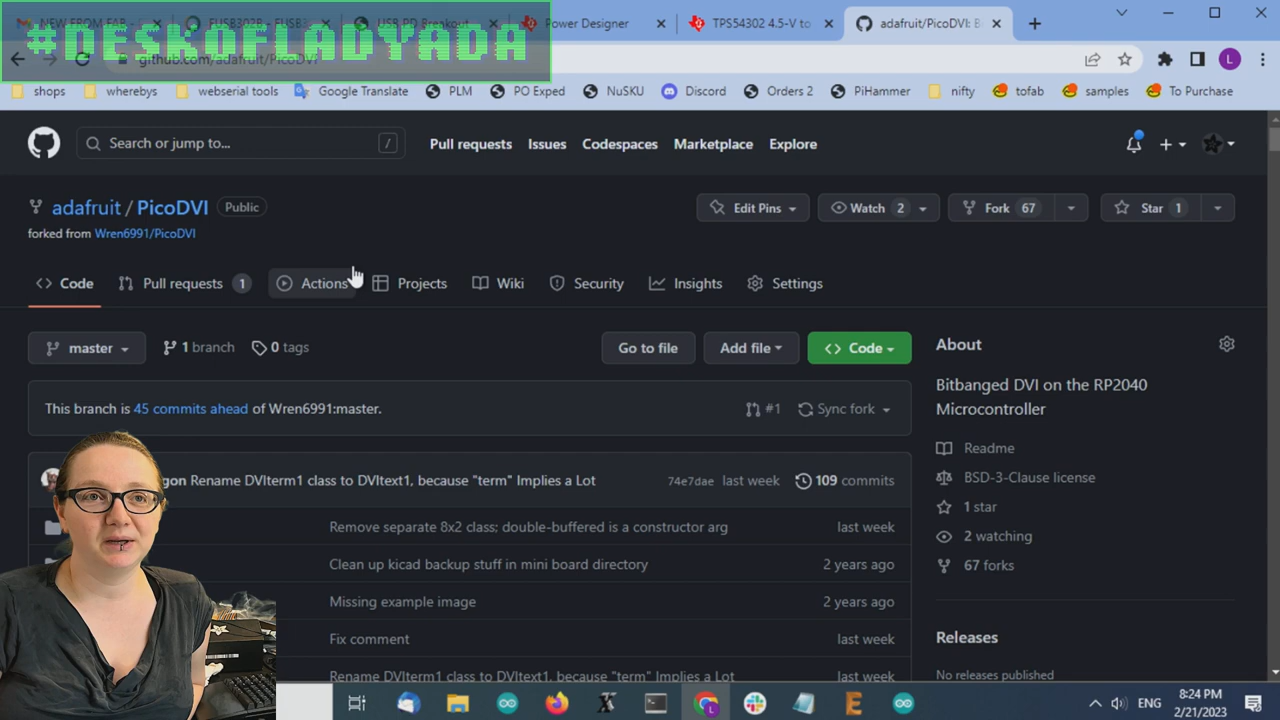 #DESKOFLADYADA
NEW FROM FAB -
FUSB302B - FUSB3
USB PD Breakout
Power Designer
TPS54302 4.5-V to
adafruit/PicoDVI: B
github.com/adafruit/PicoDVI
shops
wherebys
webserial tools
Google Translate
PLM
PO Exped
NuSKU
Discord
Orders 2
PiHammer
nifty
tofab
samples
To Purchase
Search or jump to...
/
Pull requests
Issues
Codespaces
Marketplace
Explore
adafruit / PicoDVI
Public
Edit Pins
Watch 2
Fork 67
Star 1
forked from Wren6991/PicoDVI
Code
Pull requests 1
Actions
Projects
Wiki
Security
Insights
Settings
master
1 branch
0 tags
Go to file
Add file
Code
About
Bitbanged DVI on the RP2040
Microcontroller
This branch is 45 commits ahead of Wren6991:master.
#1
Sync fork
Readme
BSD-3-Clause license
1 star
2 watching
67 forks
gon Rename DVIterm1 class to DVItext1, because "term" Implies a Lot
74e7dae last week
109 commits
Remove separate 8x2 class; double-buffered is a constructor arg
last week
Clean up kicad backup stuff in mini board directory
2 years ago
Missing example image
2 years ago
Fix comment
last week
Rename DVIterm1 class to DVItext1, because "term" Implies a Lot
last week
Releases
No releases published
ENG
8:24 PM
2/21/2023